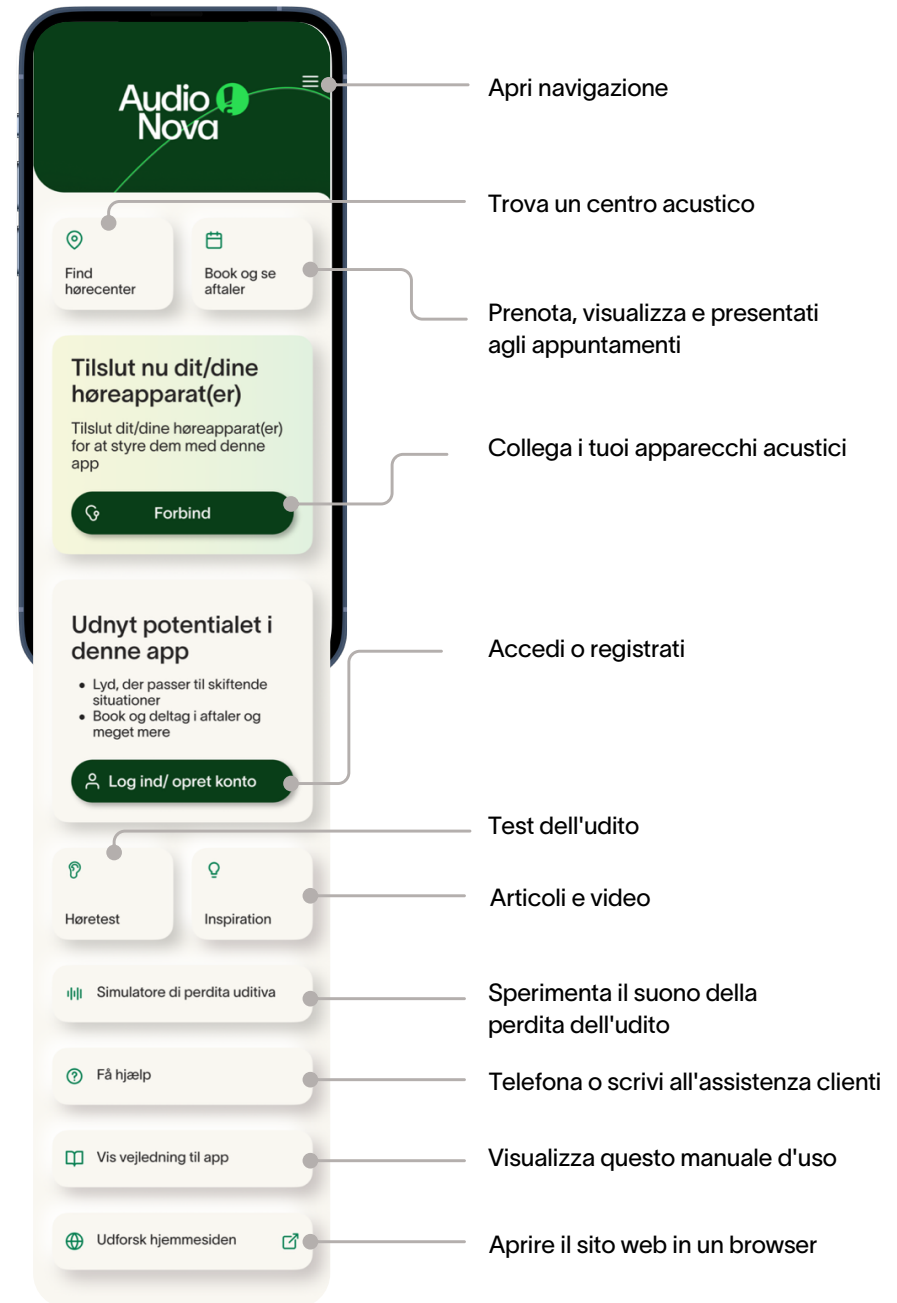 Audio
Nova
Apri navigazione
Trova un centro acustico
Find
hørecenter
Book og se
aftaler
Prenota, visualizza e presentati
agli appuntamenti
Tilslut nu dit/dine
høreapparat(er)
Tilslut dit/dine høreapparat(er)
for at styre dem med denne
app
Forbind
Collega i tuoi apparecchi acustici
Udnyt potentialet i
denne app
Lyd, der passer til skiftende
situationer
Book og deltag i aftaler og
meget mere
Log ind/ opret konto
Accedi o registrati
Test dell'udito
Høretest
Inspiration
Articoli e video
Simulatore di perdita uditiva
Sperimenta il suono della
perdita dell'udito
Få hjælp
Telefona o scrivi all'assistenza clienti
Vis vejledning til app
Visualizza questo manuale d'uso
Udforsk hjemmesiden
Aprire il sito web in un browser